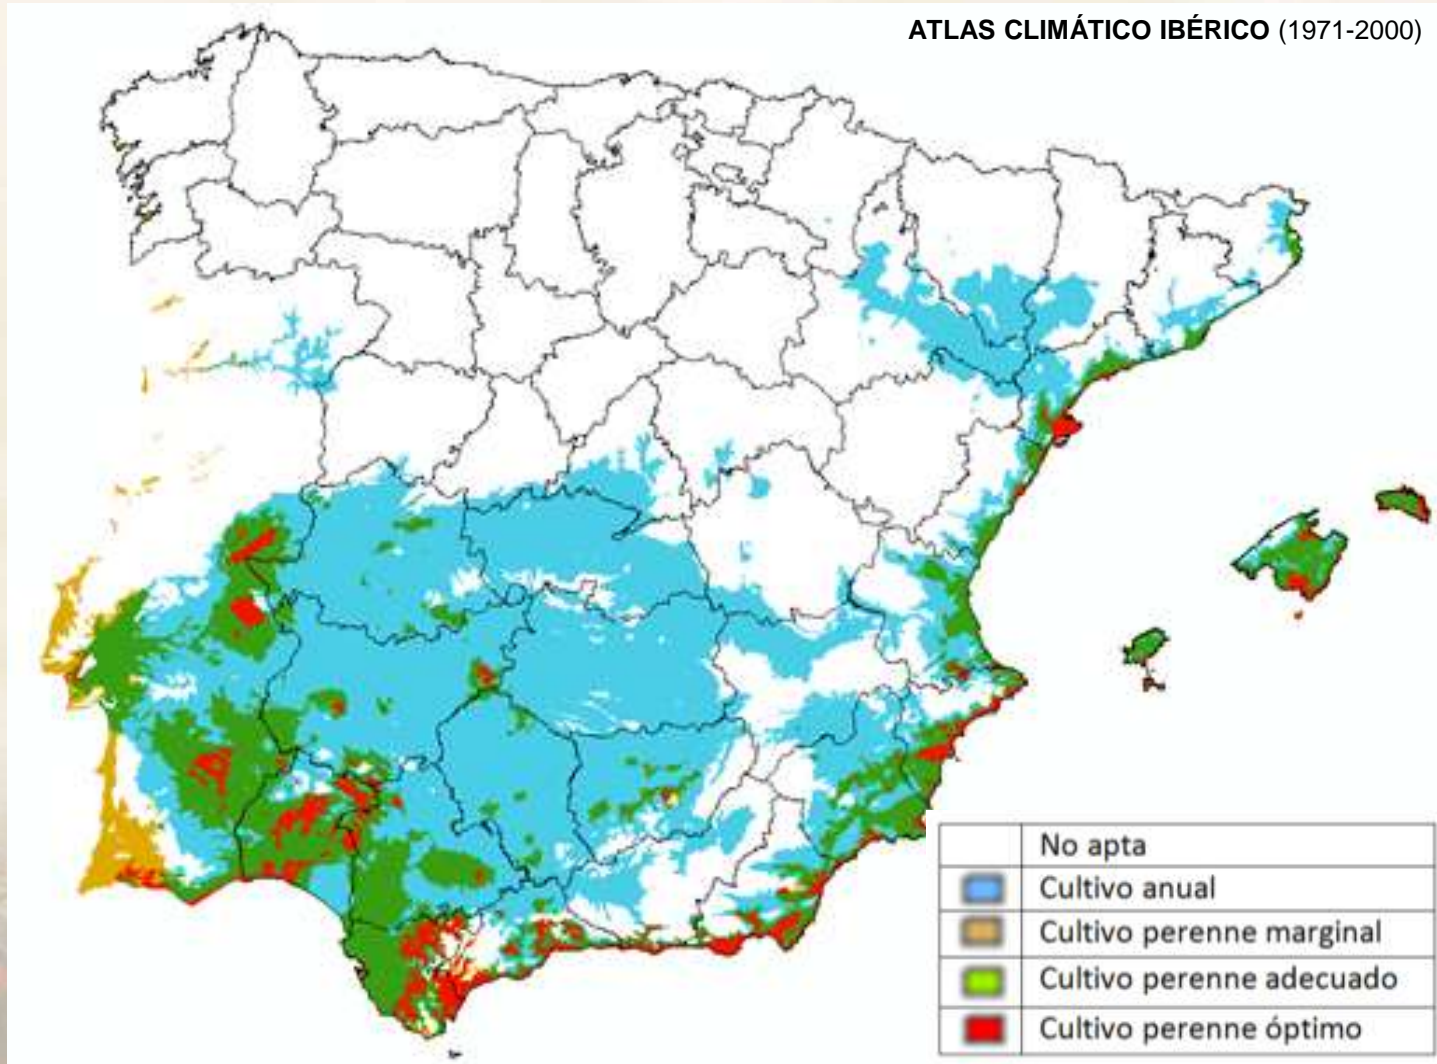 ATLAS CLIMÁTICO IBÉRICO (1971-2000)
No apta
Cultivo anual
Cultivo perenne marginal
Cultivo perenne adecuado
Cultivo perenne óptimo